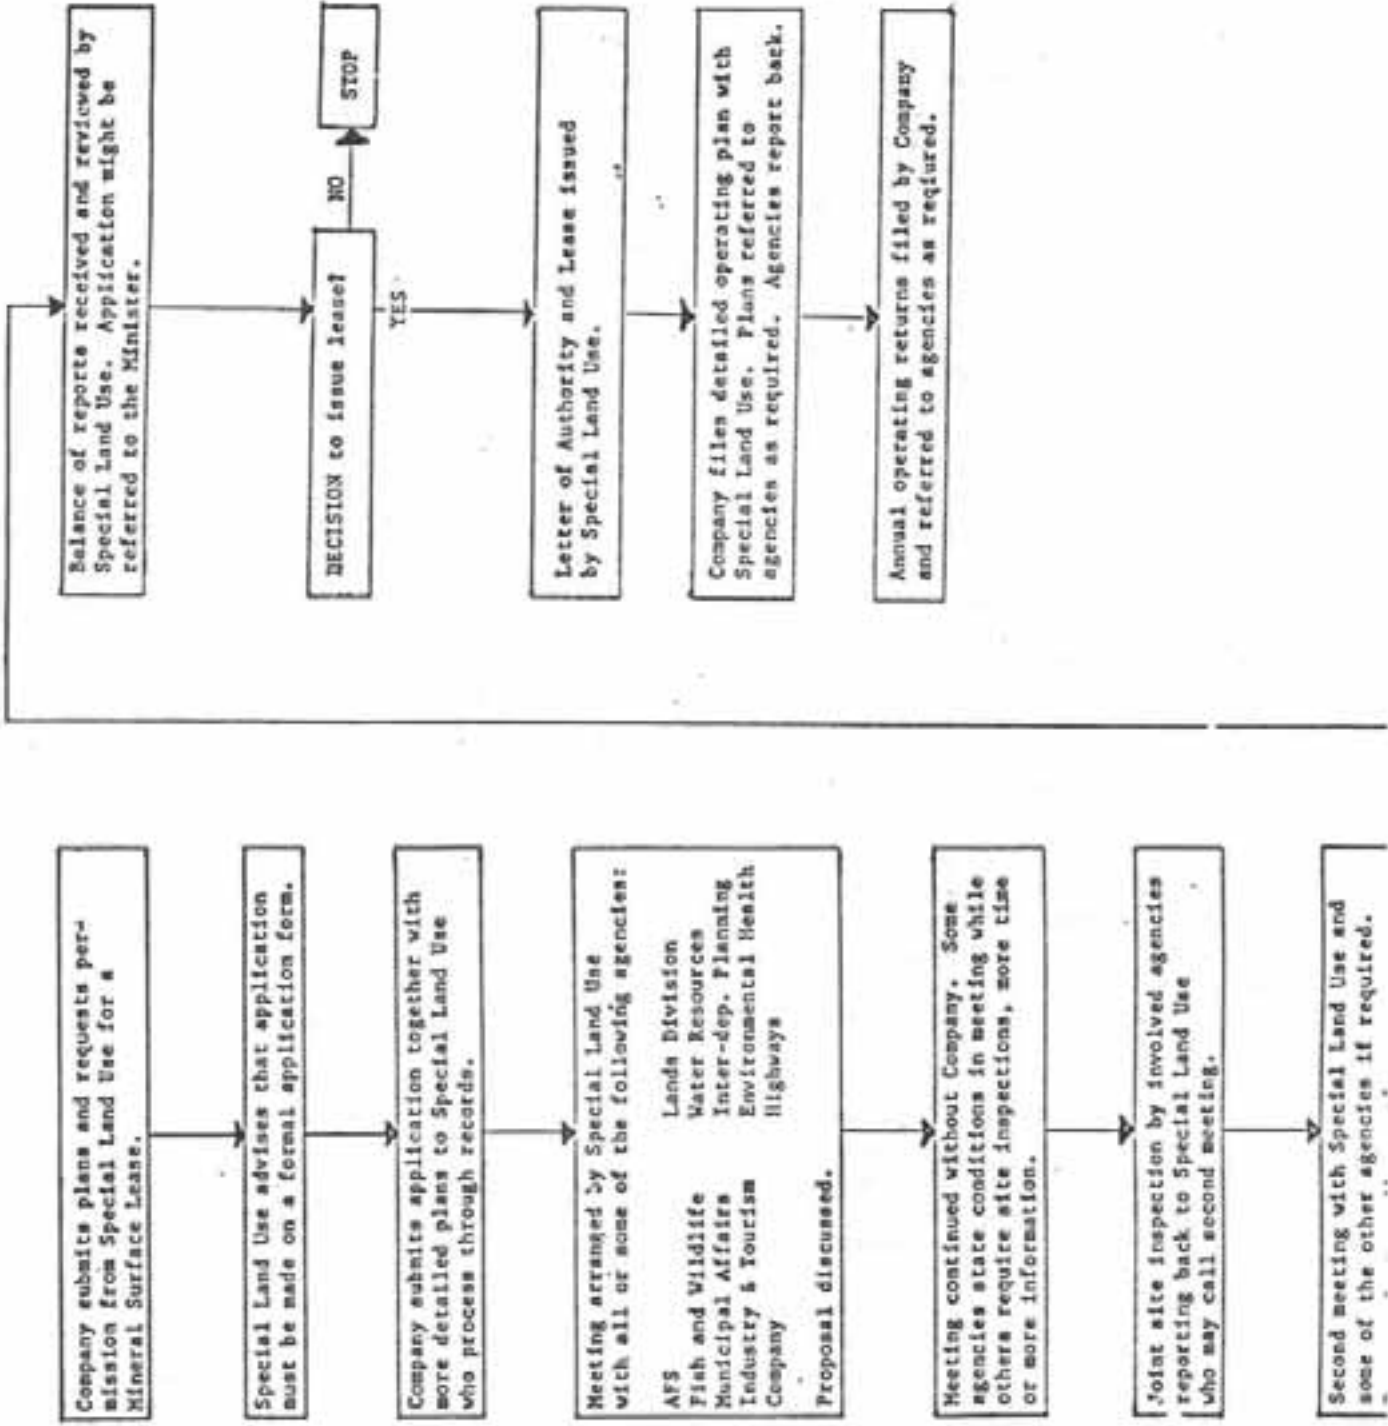 Company submits plans and requests per-
mission from Special Land Use for a
Mineral Surface Lease.
Special Land Use advises that application
must be made on a formal application form.
Company submits application together with
more detailed plans to Special Land Use
who process through records.
Meeting arranged by Special Land Use
with all or some of the following agencies:
AFS Lands Division
Fish and Wildlife Water Resources
Municipal Affairs Inter-dep. Planning
Industry & Tourism Environmental Health
Company Highways
Proposal discussed.
Meeting continued without Company. Some
agencies state conditions in meeting while
others require site inspections, more time
or more information.
Joint site inspection by involved agencies
reporting back to Special Land Use
who may call second meeting.
Second meeting with Special Land Use and
some of the other agencies if required.
Balance of reports received and reviewed by
Special Land Use. Application might be
referred to the Minister.
DECISION to issue lease?
NO
STOP
YES
Letter of Authority and Lease issued
by Special Land Use.
Company files detailed operating plan with
Special Land Use. Plans referred to
agencies as required. Agencies report back.
Annual operating returns filed by Company
and referred to agencies as reqiured.